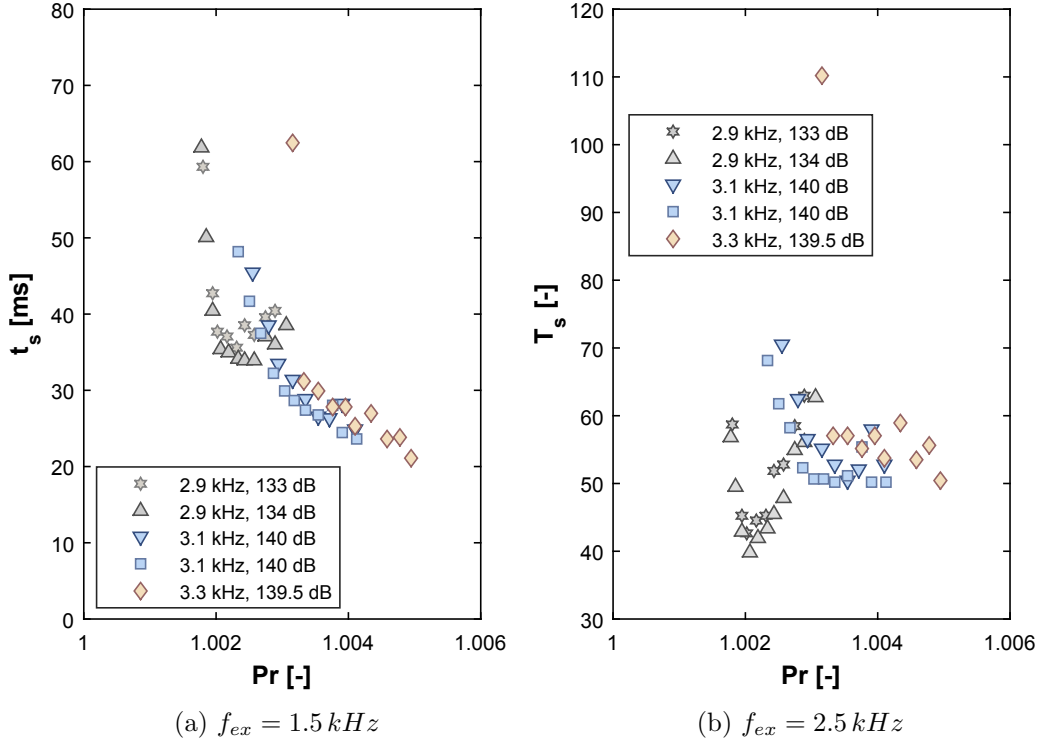 80
70
60
50
40
30
20
10
0
t_s [ms]
2.9 kHz, 133 dB
2.9 kHz, 134 dB
3.1 kHz, 140 dB
3.1 kHz, 140 dB
3.3 kHz, 139.5 dB
1 1.002 1.004 1.006
Pr [-]
(a) f_{ex} = 1.5 kHz
120
110
100
90
80
70
60
50
40
30
T_s [-]
2.9 kHz, 133 dB
2.9 kHz, 134 dB
3.1 kHz, 140 dB
3.1 kHz, 140 dB
3.3 kHz, 139.5 dB
1 1.002 1.004 1.006
Pr [-]
(b) f_{ex} = 2.5 kHz